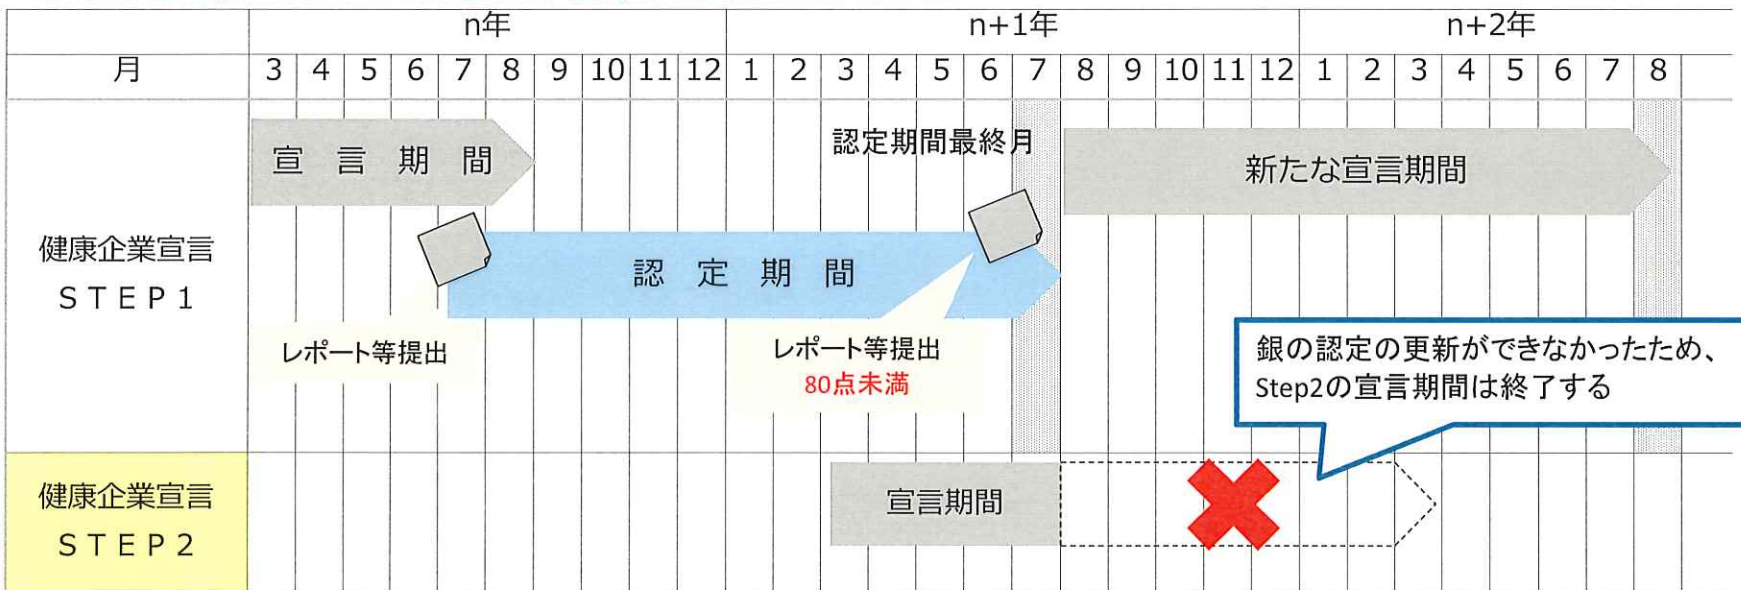 n年 n+1年 n+2年
月 3 4 5 6 7 8 9 10 11 12 1 2 3 4 5 6 7 8 9 10 11 12 1 2 3 4 5 6 7 8
宣言期間
認定期間最終月
新たな宣言期間
健康企業宣言
STEP1
認定期間
レポート等提出
レポート等提出
80点未満
銀の認定の更新ができなかったため、
Step2の宣言期間は終了する
健康企業宣言
STEP2
宣言期間